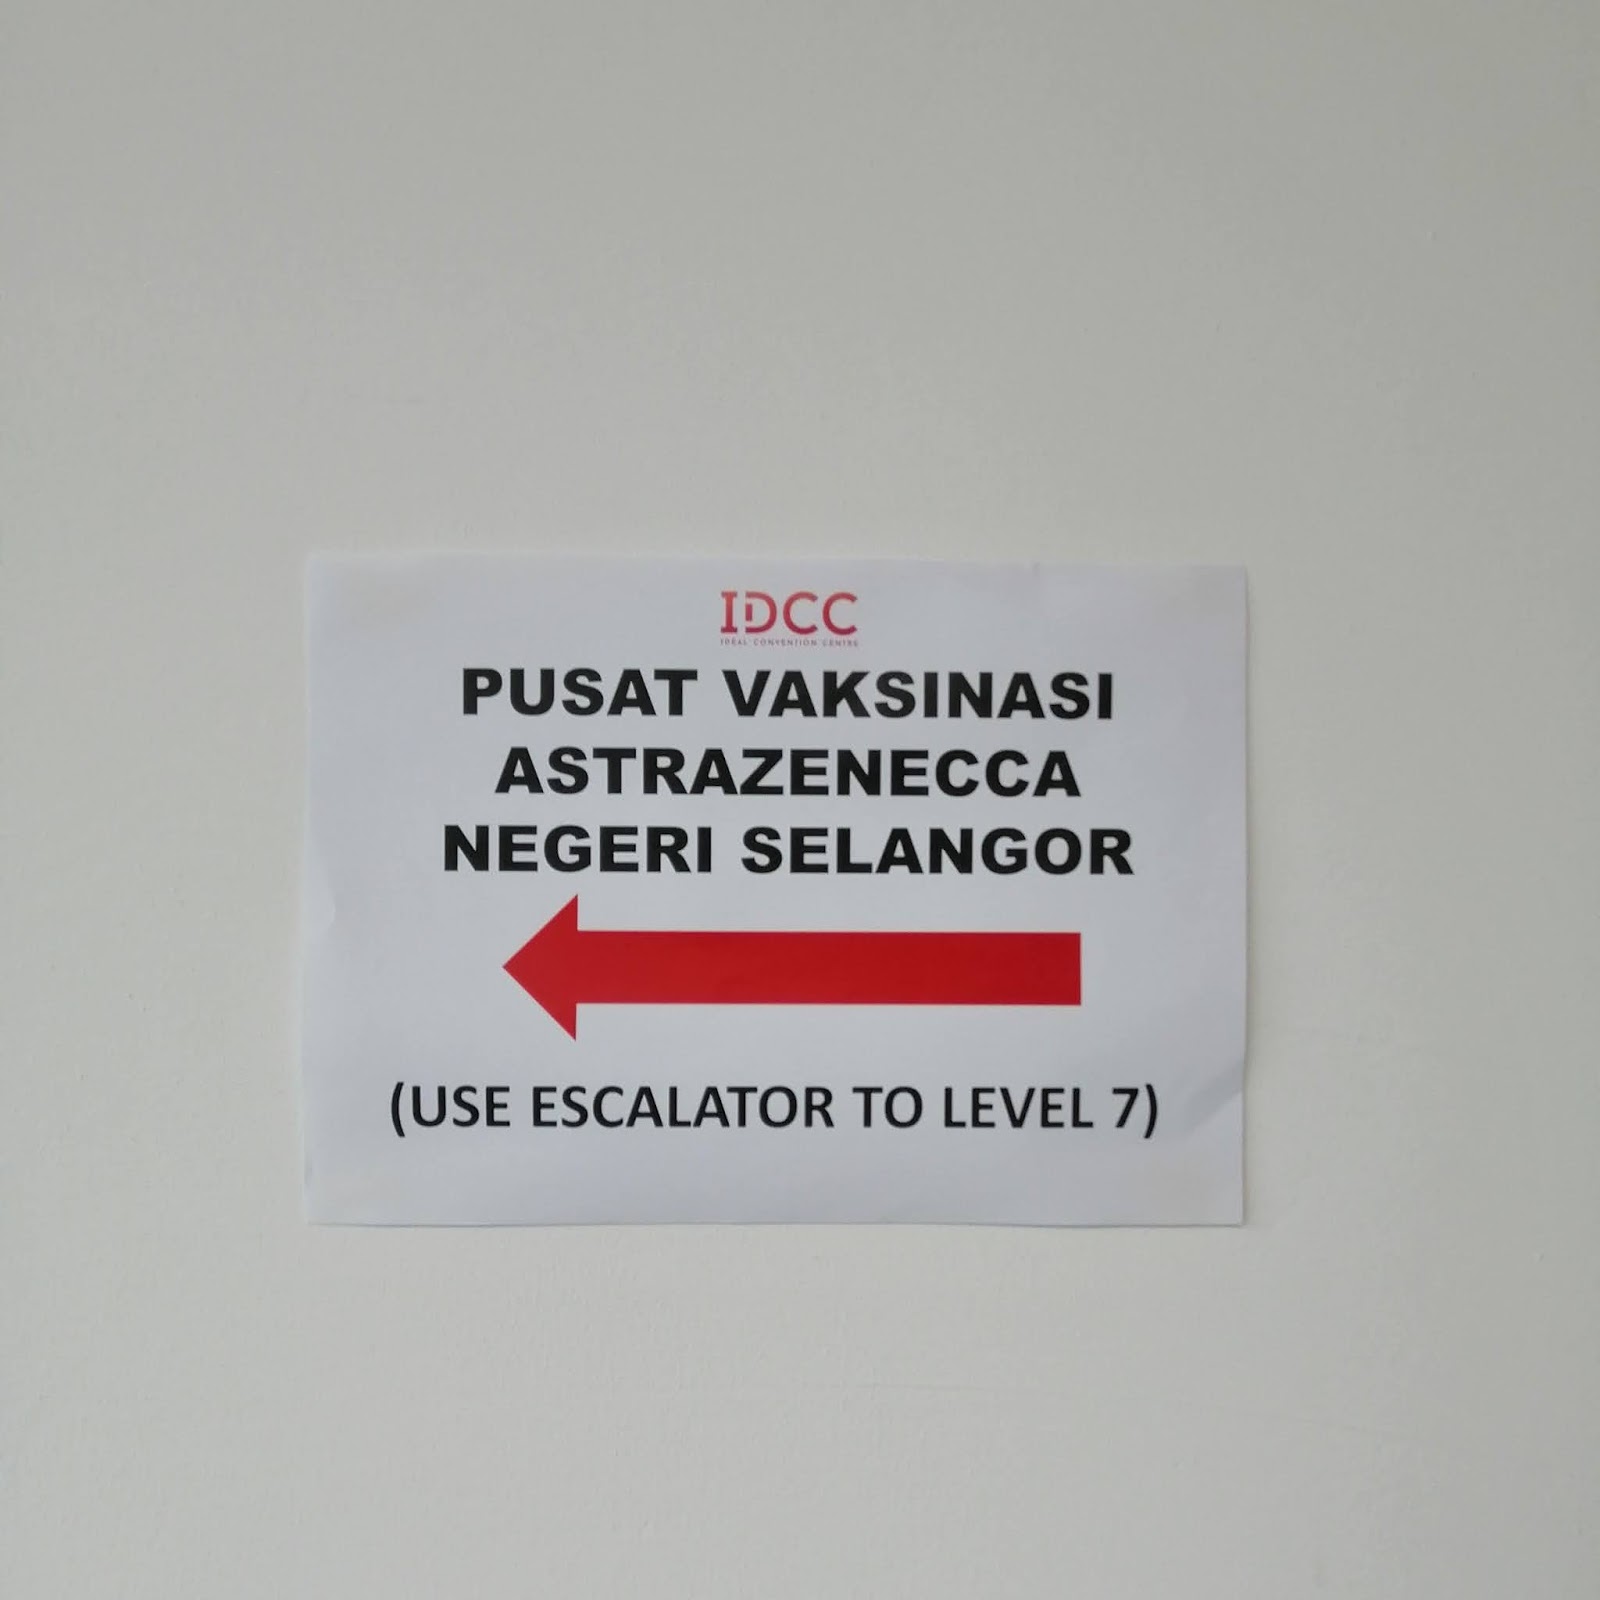 IDCC
IDEAL CONVENTION CENTRE
PUSAT VAKSINASI
ASTRAZENECCA
NEGERI SELANGOR
(USE ESCALATOR TO LEVEL 7)